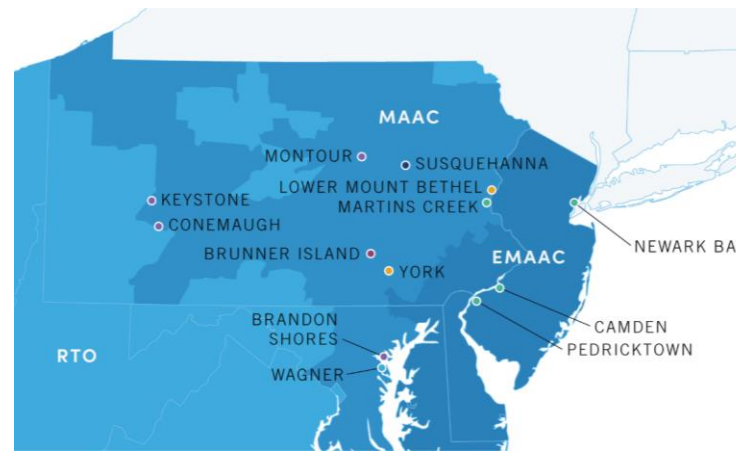 MAAC
MONTOUR
SUSQUEHANNA
LOWER MOUNT BETHEL
MARTINS CREEK
KEYSTONE
CONEMAUGH
NEWARK BA
BRUNNER ISLAND
EMAAC
YORK
BRANDON
SHORES
CAMDEN
PEDRICKTOWN
RTO
WAGNER